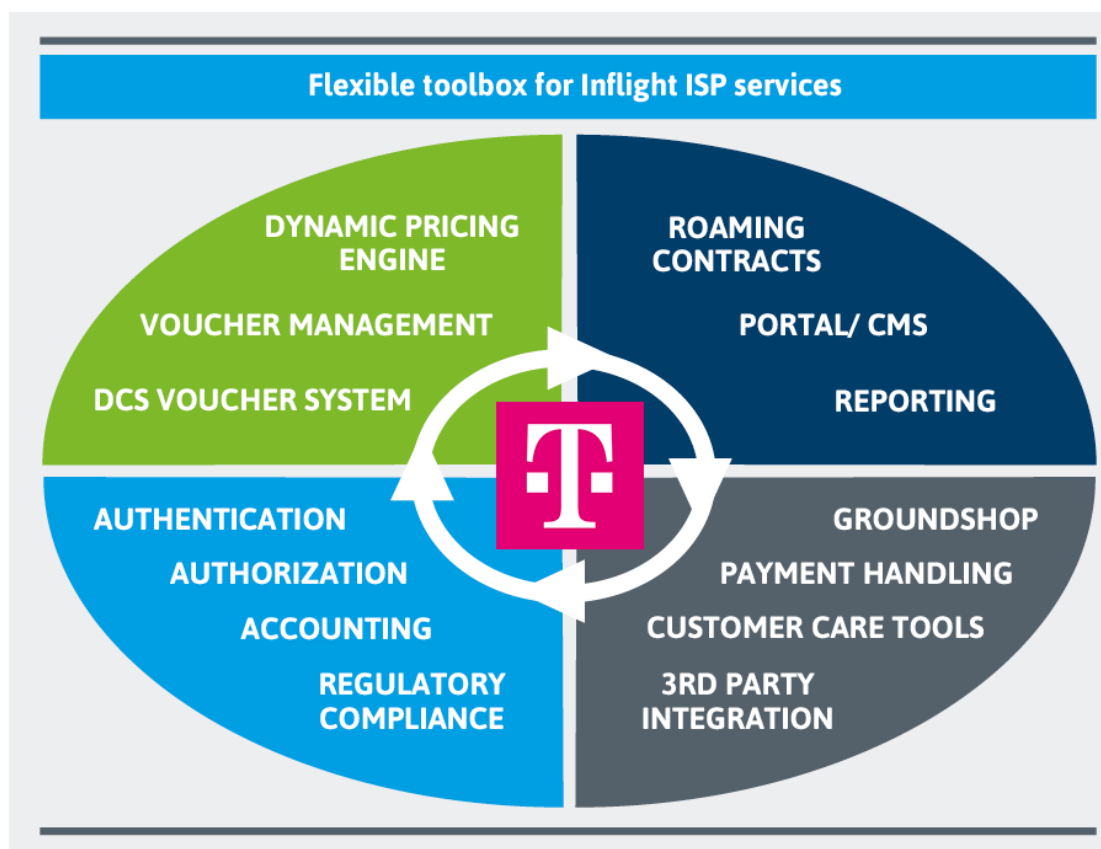 Flexible toolbox for Inflight ISP services
DYNAMIC PRICING
ENGINE
VOUCHER MANAGEMENT
DCS VOUCHER SYSTEM
ROAMING
CONTRACTS
PORTAL/ CMS
REPORTING
T
AUTHENTICATION
AUTHORIZATION
ACCOUNTING
REGULATORY
COMPLIANCE
GROUNDSHOP
PAYMENT HANDLING
CUSTOMER CARE TOOLS
3RD PARTY
INTEGRATION